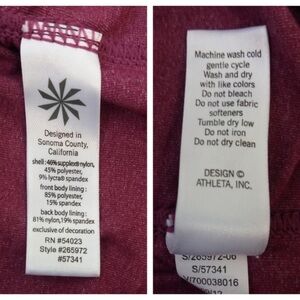 Designed in
Sonoma County,
California
shell: 46% supplex® nylon,
45% polyester,
9% lycra® spandex
front body lining :
85% polyester,
15% spandex
back body lining :
81% nylon,19% spandex
exclusive of decoration
RN #54023
Style #265972
#57341
Machine wash cold
gentle cycle
Wash and dry
with like colors
Do not bleach
Do not use fabric
softeners
Tumble dry low
Do not iron
Do not dry clean
DESIGN ©
ATHLETA, INC.
S/265972-06
S/57341
V/700038016